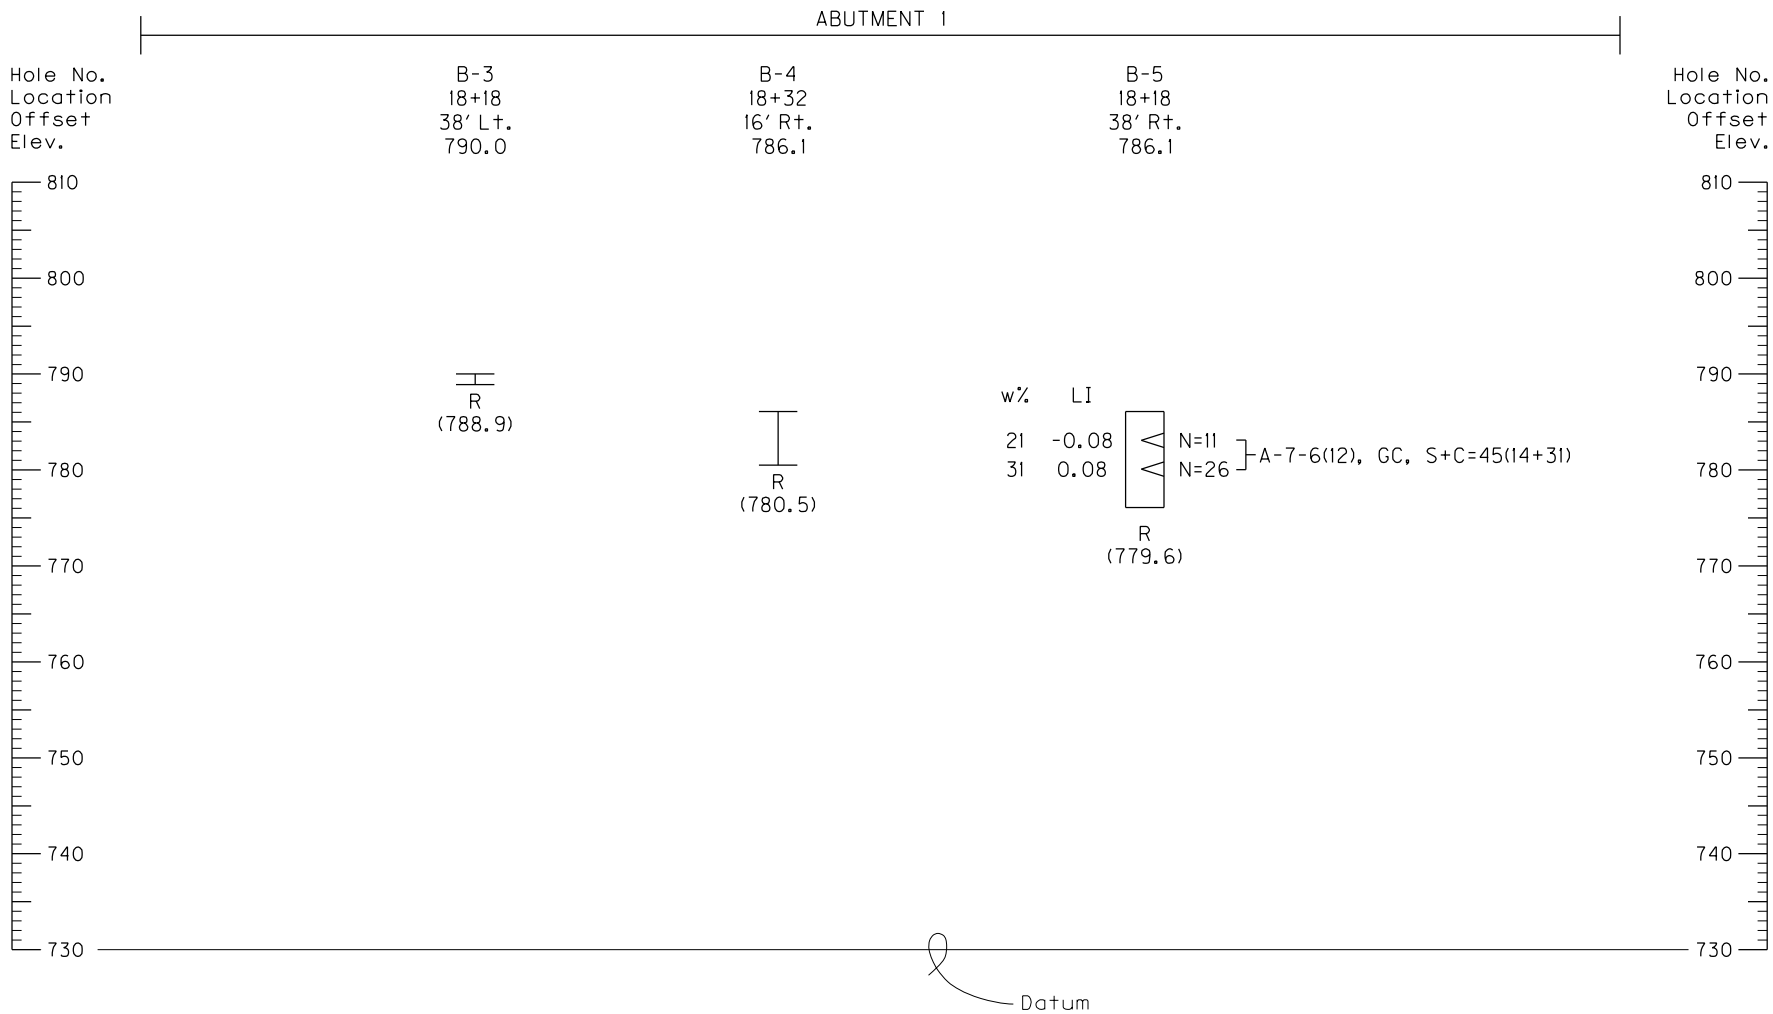 ABUTMENT 1
Hole No.
Location
Offset
Elev.
B-3
18+18
38' Lt.
790.0
B-4
18+32
16' Rt.
786.1
B-5
18+18
38' Rt.
786.1
Hole No.
Location
Offset
Elev.
810
800
790
780
770
760
750
740
730
R
(788.9)
R
(780.5)
w% LI
21 -0.08 N=11
31 0.08 N=26
A-7-6(12), GC, S+C=45(14+31)
R
(779.6)
810
800
790
780
770
760
750
740
730
Datum